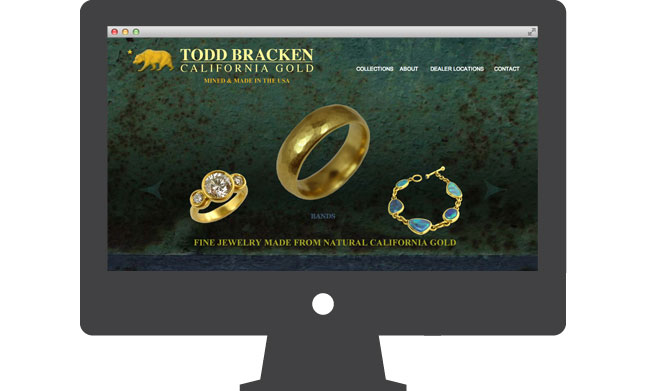 TODD BRACKEN
CALIFORNIA GOLD
MINED & MADE IN THE USA
COLLECTIONS ABOUT DEALER LOCATIONS CONTACT
BANDS
FINE JEWELRY MADE FROM NATURAL CALIFORNIA GOLD